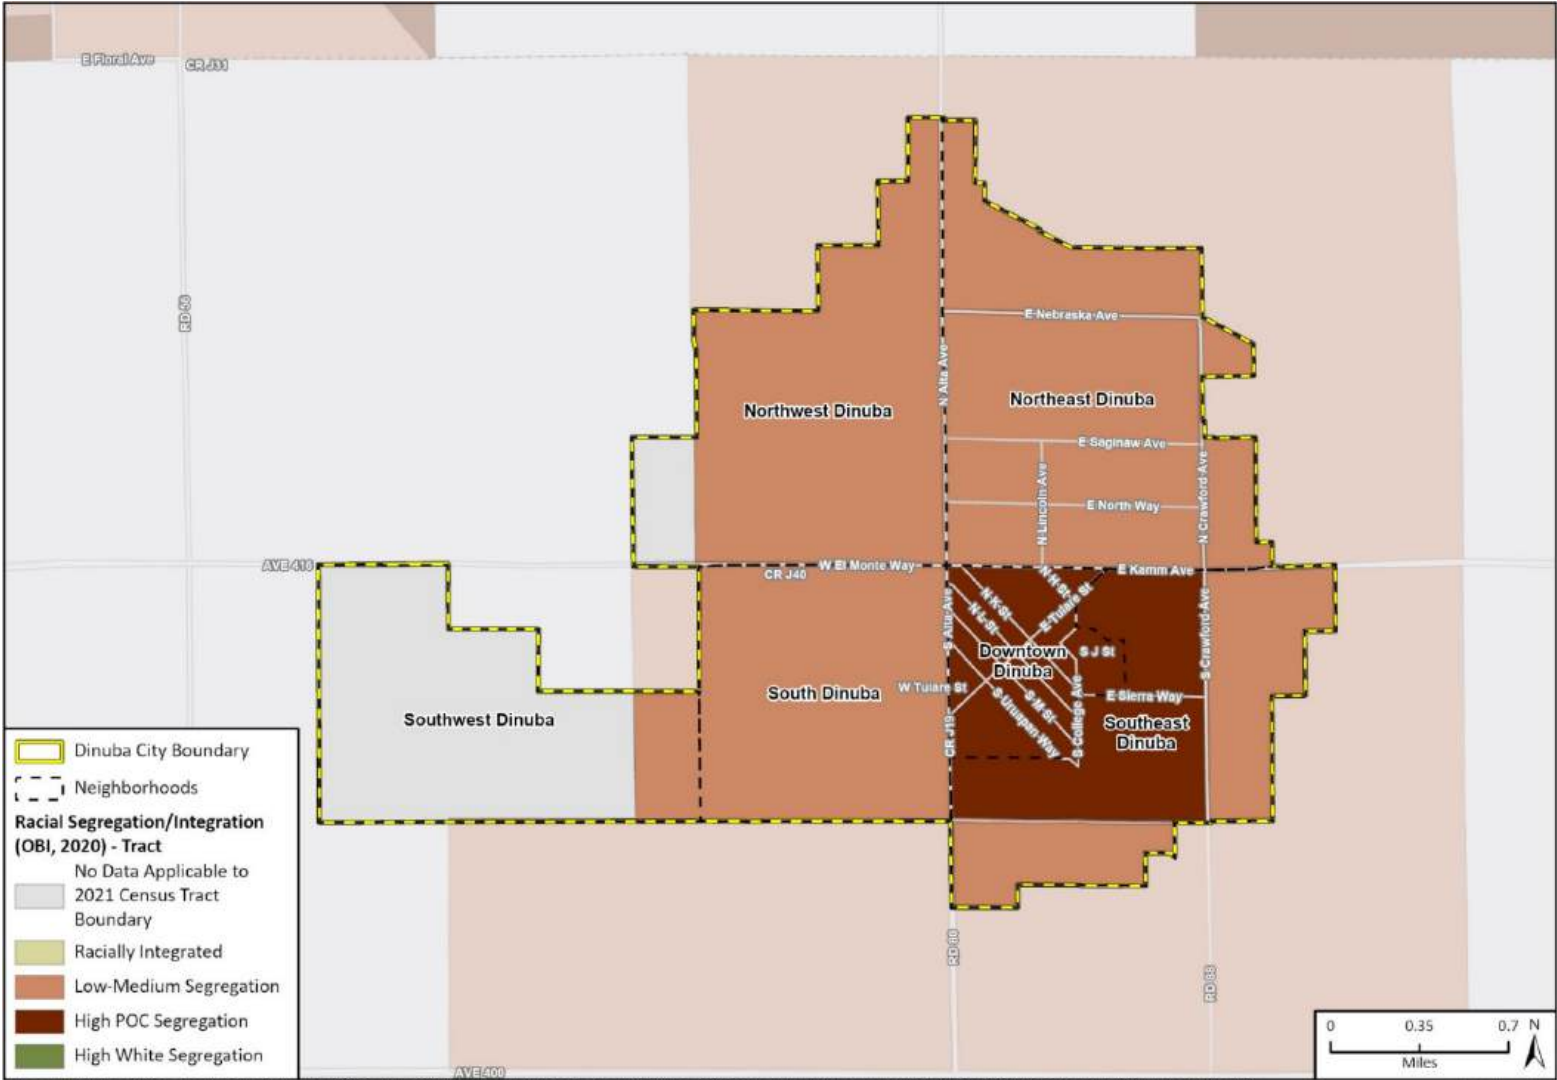 E Floral Ave
CR J31
RD 56
E Nebraska Ave
N Alta Ave
Northwest Dinuba
Northeast Dinuba
E Saginaw Ave
N Lincoln Ave
N Crawford Ave
E North Way
AVE 416
W El Monte Way
CR J40
E Kamm Ave
N H St
N K St
E Tulare St
N L St
S Alta Ave
S Crawford Ave
Downtown
Dinuba
S J St
W Tulare St
South Dinuba
E Sierra Way
S M St
S Uruapan Way
S College Ave
Southwest Dinuba
Southeast
Dinuba
CR J19
Dinuba City Boundary
Neighborhoods
Racial Segregation/Integration
(OBI, 2020) - Tract
No Data Applicable to
2021 Census Tract
Boundary
Racially Integrated
Low-Medium Segregation
High POC Segregation
High White Segregation
RD 80
RD 88
AVE 400
0 0.35 0.7 N
Miles